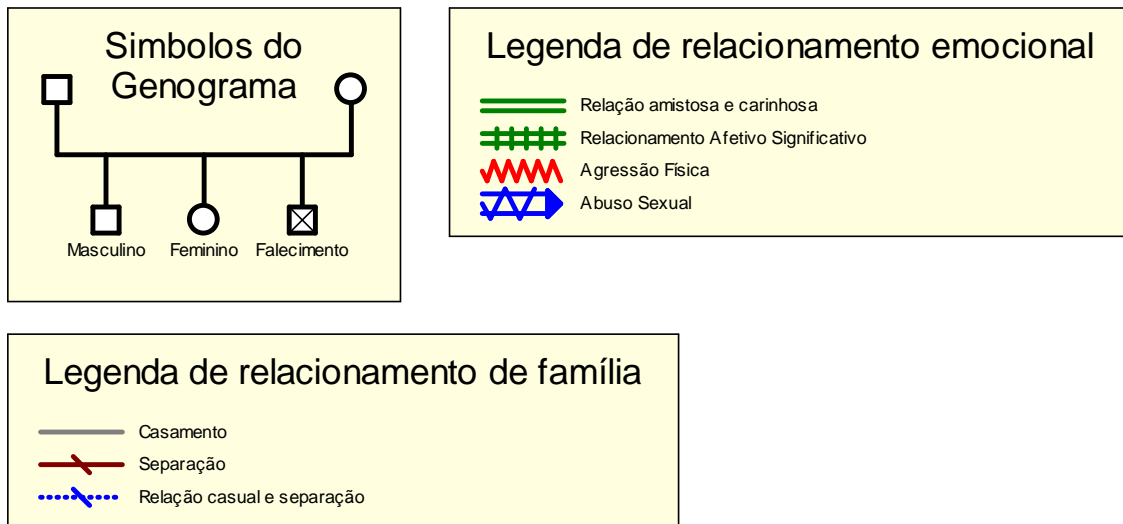 Simbolos do
Genograma
Masculino Feminino Falecimento
Legenda de relacionamento emocional
Relação amistosa e carinhosa
Relacionamento Afetivo Significativo
Agressão Física
Abuso Sexual
Legenda de relacionamento de família
Casamento
Separação
Relação casual e separação